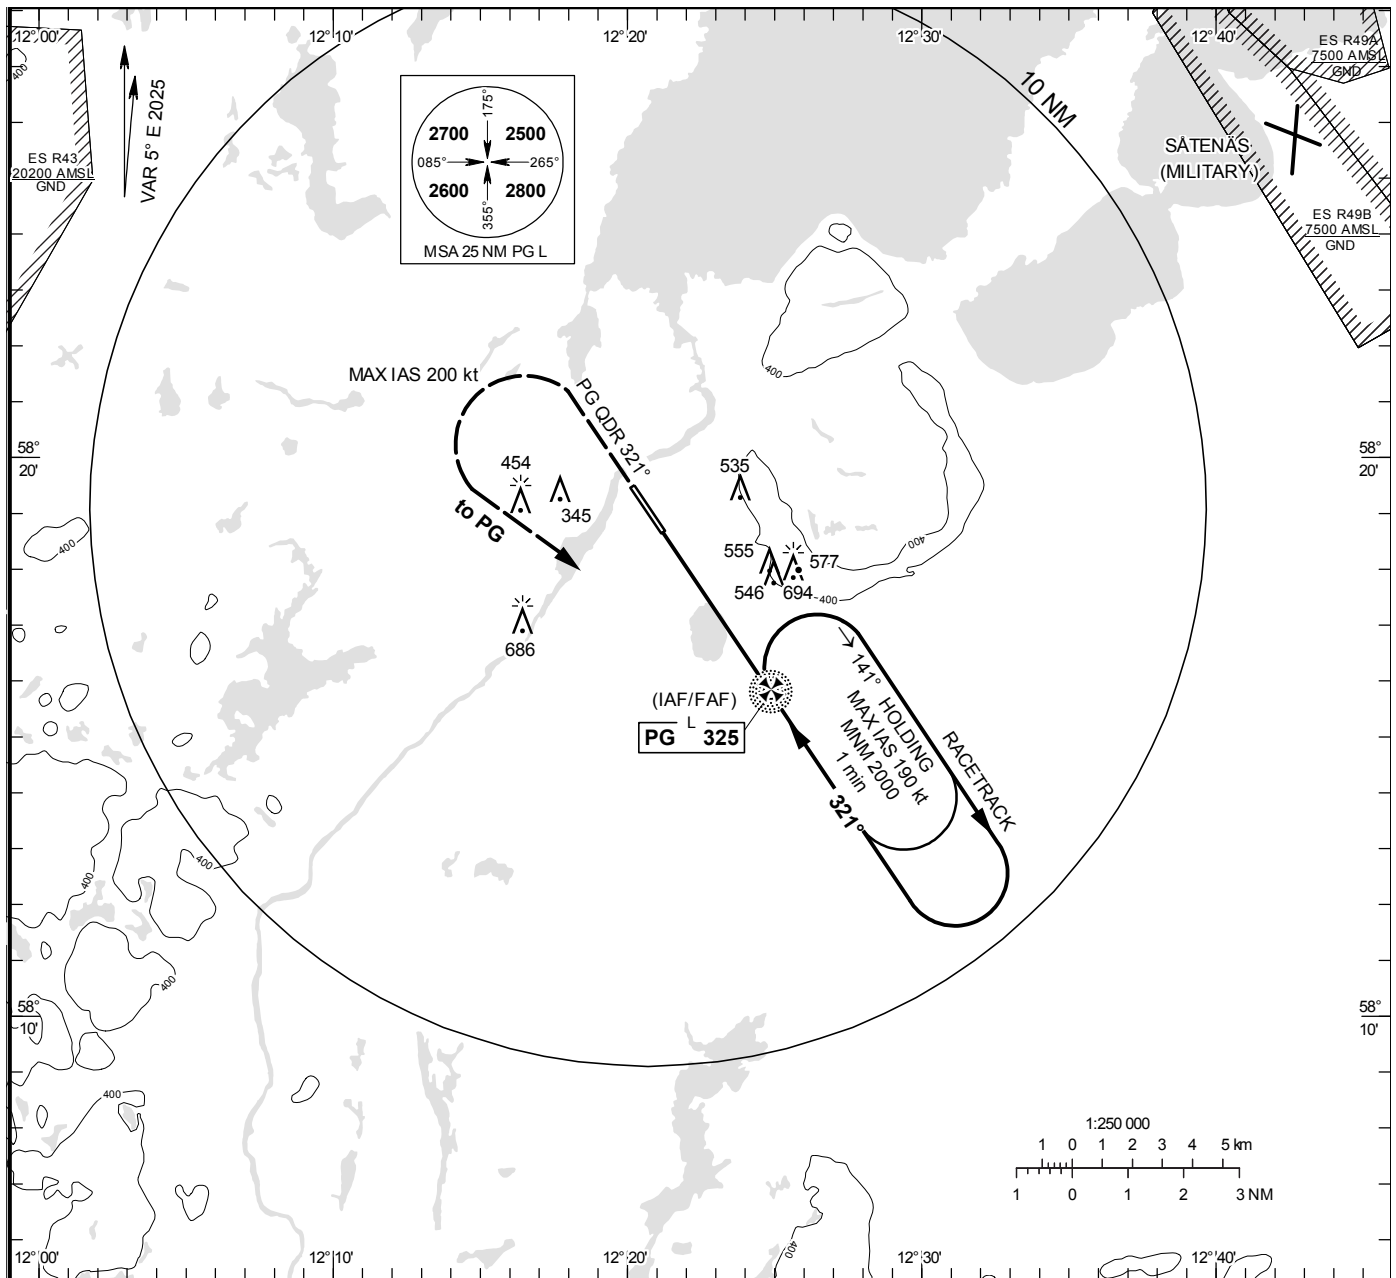 12°00'
12°10'
12°20'
12°30'
12°40'
ES R49A
7500 AMSL
GND
10 NM
VAR 5° E 2025
ES R43
20200 AMSL
GND
400
175°
2700
2500
085°
265°
2600
2800
355°
MSA 25 NM PG L
SÅTENÄS
(MILITARY)
ES R49B
7500 AMSL
GND
400
MAX IAS 200 kt
PG QDR 321°
58°
20'
58°
20'
454
345
to PG
535
400
400
555
577
546
694
400
686
141°
HOLDING
MAX IAS 190 kt
MNM 2000
1 min
RACETRACK
(IAF/FAF)
L
PG 325
321°
400
400
400
58°
10'
58°
10'
400
1:250 000
1 0 1 2 3 4 5 km
1 0 1 2 3 NM
400
12°00'
12°10'
12°20'
12°30'
12°40'